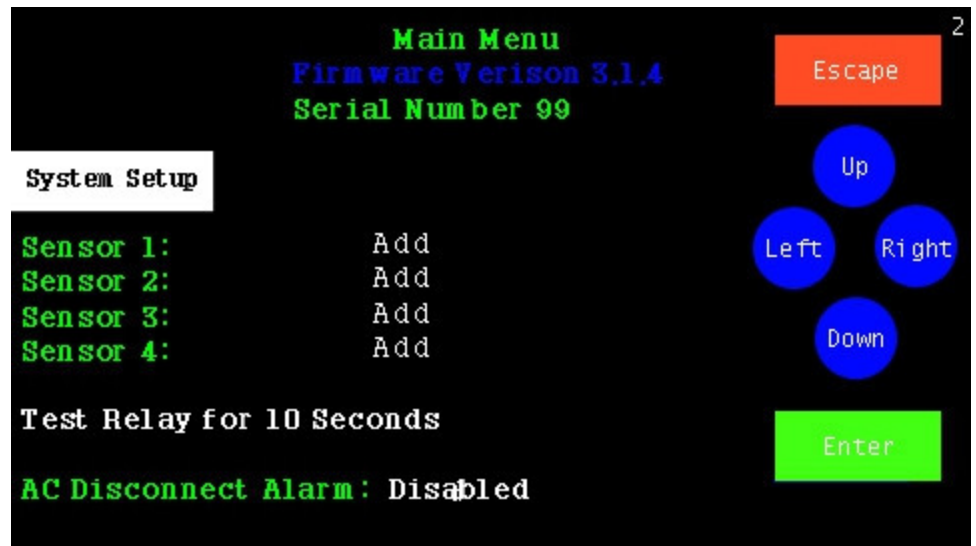 2
Main Menu
Firmware Verison 3.1.4
Serial Number 99
Escape
Up
System Setup
Left
Right
Sensor 1: Add
Sensor 2: Add
Sensor 3: Add
Sensor 4: Add
Down
Test Relay for 10 Seconds
Enter
AC Disconnect Alarm: Disabled